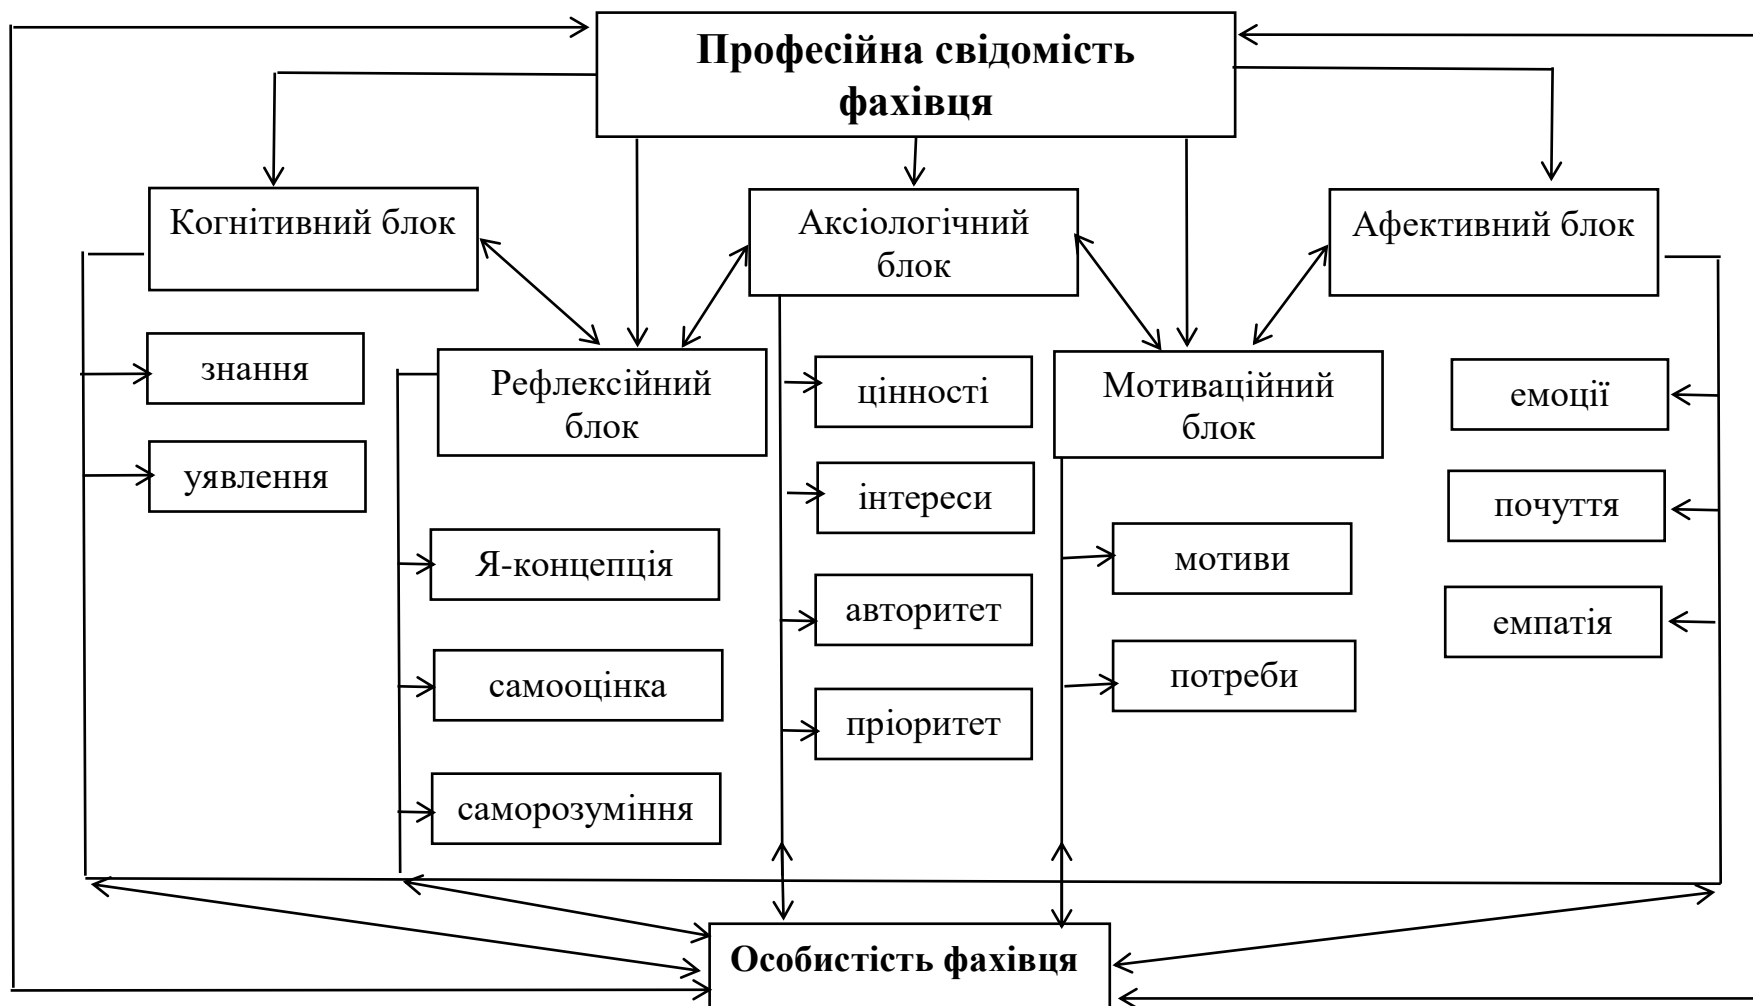 Професійна свідомість
фахівця
Когнітивний блок
Аксіологічний
блок
Афективний блок
Рефлексійний
блок
Мотиваційний
блок
знання
уявлення
Я-концепція
самооцінка
саморозуміння
цінності
інтереси
авторитет
пріоритет
мотиви
потреби
емоції
почуття
емпатія
Особистість фахівця